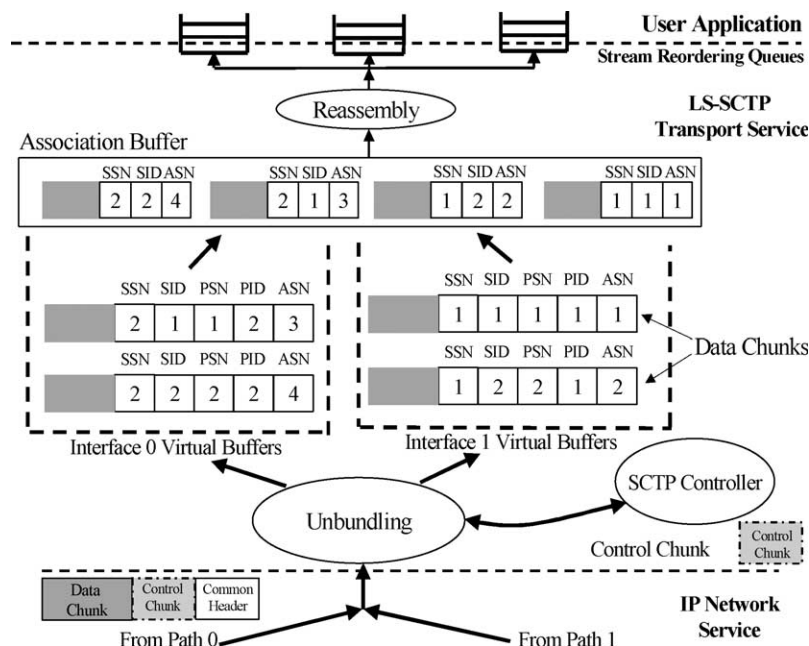 User Application
Stream Reordering Queues
Reassembly
LS-SCTP
Transport Service
Association Buffer
SSN SID ASN SSN SID ASN SSN SID ASN SSN SID ASN
2 2 4 2 1 3 1 2 2 1 1 1
SSN SID PSN PID ASN
2 1 1 2 3
SSN SID PSN PID ASN
2 2 2 2 4
Interface 0 Virtual Buffers
SSN SID PSN PID ASN
1 1 1 1 1
SSN SID PSN PID ASN
1 2 2 1 2
Interface 1 Virtual Buffers
Data Chunks
SCTP Controller
Unbundling
Control Chunk
Control
Chunk
Data
Chunk
Control
Chunk
Common
Header
IP Network
Service
From Path 0
From Path 1